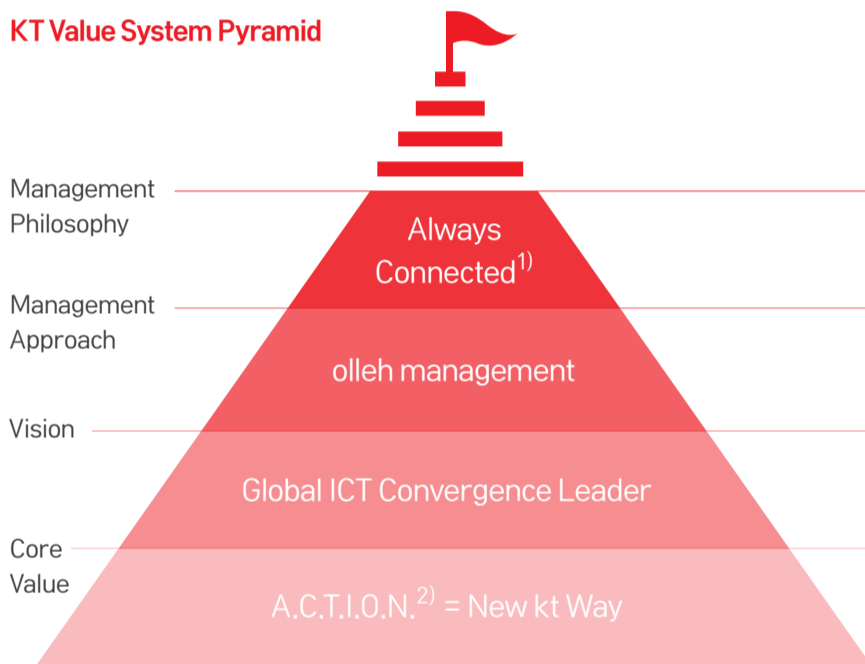 KT Value System Pyramid
Management
Philosophy
Always
Connected1)
Management
Approach
olleh management
Vision
Global ICT Convergence Leader
Core
Value
A.C.T.I.O.N.2) = New kt Way